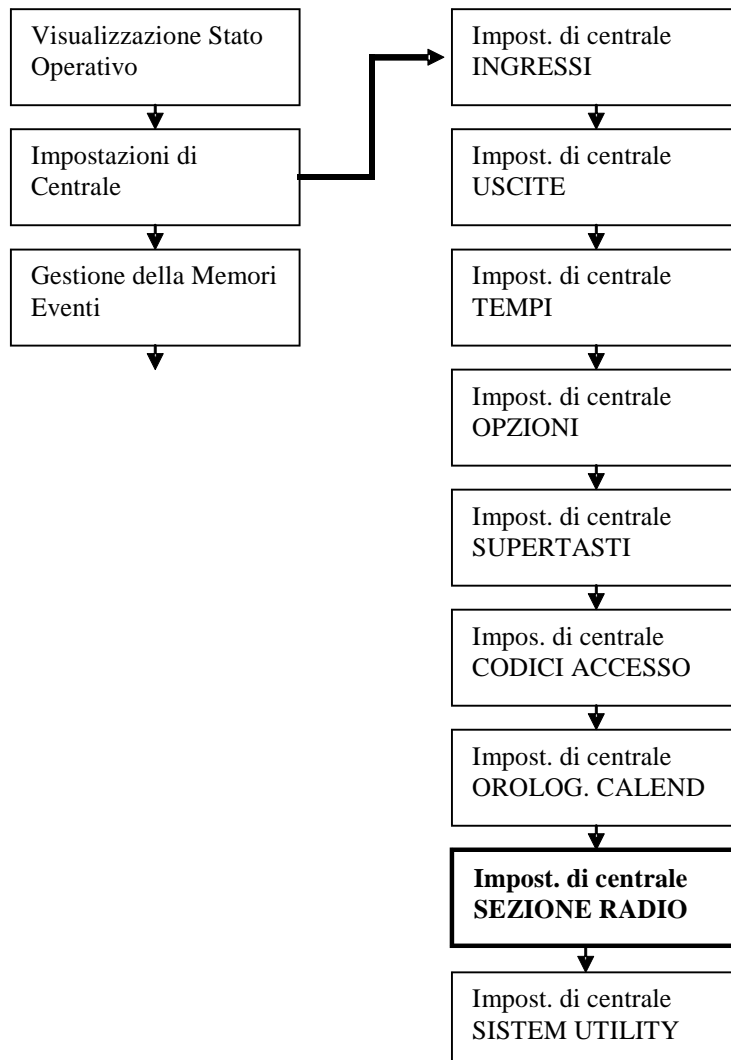 Visualizzazione Stato
Operativo
Impostazioni di
Centrale
Gestione della Memori
Eventi
Impost. di centrale
INGRESSI
Impost. di centrale
USCITE
Impost. di centrale
TEMPI
Impost. di centrale
OPZIONI
Impost. di centrale
SUPERTASTI
Impos. di centrale
CODICI ACCESSO
Impost. di centrale
OROLOG. CALEND
Impost. di centrale
SEZIONE RADIO
Impost. di centrale
SISTEM UTILITY